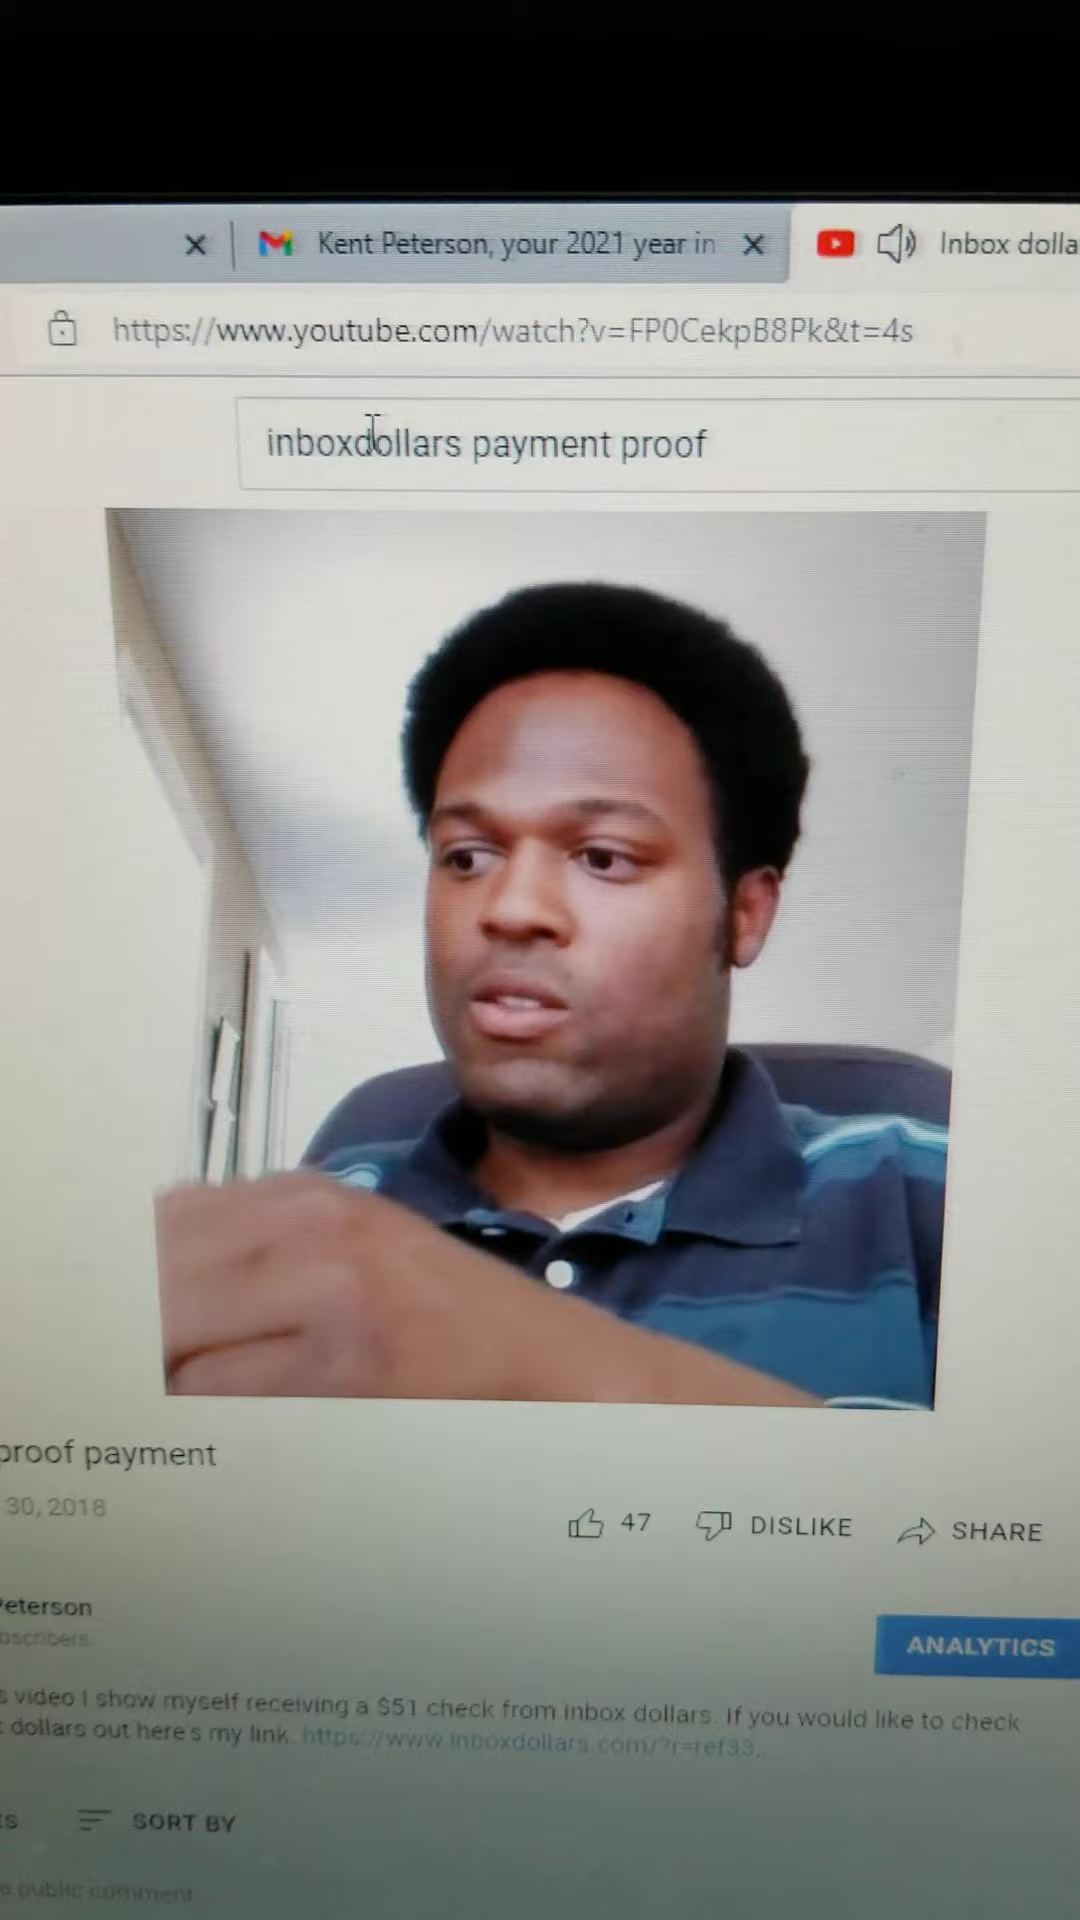 Kent Peterson, your 2021 year in
Inbox dolla
https://www.youtube.com/watch?v=FP0CekpB8Pk&t=4s
inboxdollars payment proof
proof payment
30, 2018
47
DISLIKE
SHARE
Peterson
ANALYTICS
video I show myself receiving a $51 check from inbox dollars. If you would like to check
dollars out here's my link. https://www.inboxdollars.com/?r=ref33...
SORT BY
a public comment